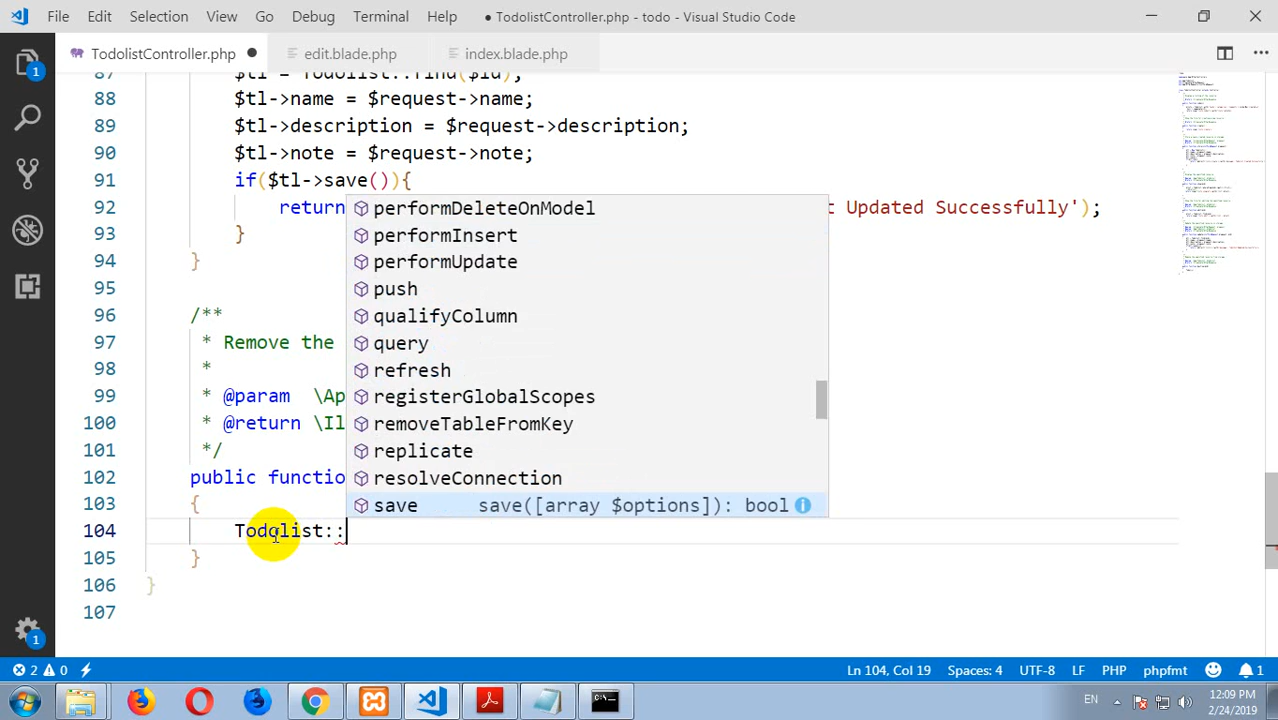 File Edit Selection View Go Debug Terminal Help ● TodolistController.php - todo - Visual Studio Code
TodolistController.php ● edit.blade.php index.blade.php
87 $tl = Todolist::find($id);
88 $tl->name = $request->name;
89 $tl->description = $request->description;
90 $tl->note = $request->note;
91 if($tl->save()){
92 return t Updated Successfully');
93 }
94 }
95
96 /**
97 * Remove the
98 *
99 * @param \Ap
100 * @return \Il
101 */
102 public functio
103 {
104 Todolist::
105 }
106 }
107
performDeleteOnModel
performInsert
performUpdate
push
qualifyColumn
query
refresh
registerGlobalScopes
removeTableFromKey
replicate
resolveConnection
save save([array $options]): bool
1
1
2 0 Ln 104, Col 19 Spaces: 4 UTF-8 LF PHP phpfmt 1
EN 12:09 PM
2/24/2019